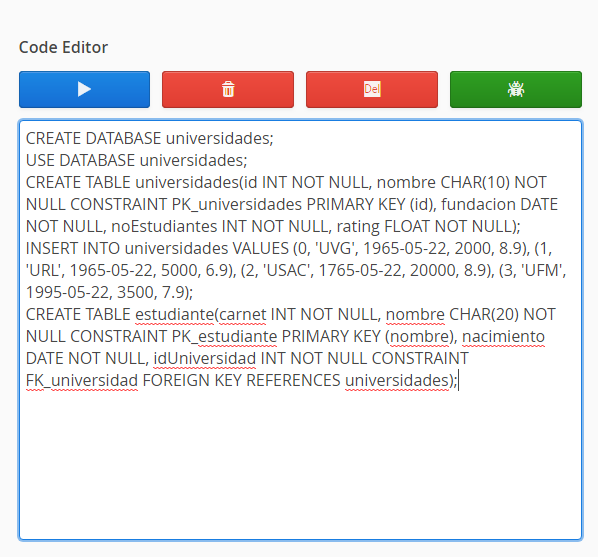 Code Editor
Del
CREATE DATABASE universidades;
USE DATABASE universidades;
CREATE TABLE universidades(id INT NOT NULL, nombre CHAR(10) NOT
NULL CONSTRAINT PK_universidades PRIMARY KEY (id), fundacion DATE
NOT NULL, noEstudiantes INT NOT NULL, rating FLOAT NOT NULL);
INSERT INTO universidades VALUES (0, 'UVG', 1965-05-22, 2000, 8.9), (1,
'URL', 1965-05-22, 5000, 6.9), (2, 'USAC', 1765-05-22, 20000, 8.9), (3, 'UFM',
1995-05-22, 3500, 7.9);
CREATE TABLE estudiante(carnet INT NOT NULL, nombre CHAR(20) NOT
NULL CONSTRAINT PK_estudiante PRIMARY KEY (nombre), nacimiento
DATE NOT NULL, idUniversidad INT NOT NULL CONSTRAINT
FK_universidad FOREIGN KEY REFERENCES universidades);